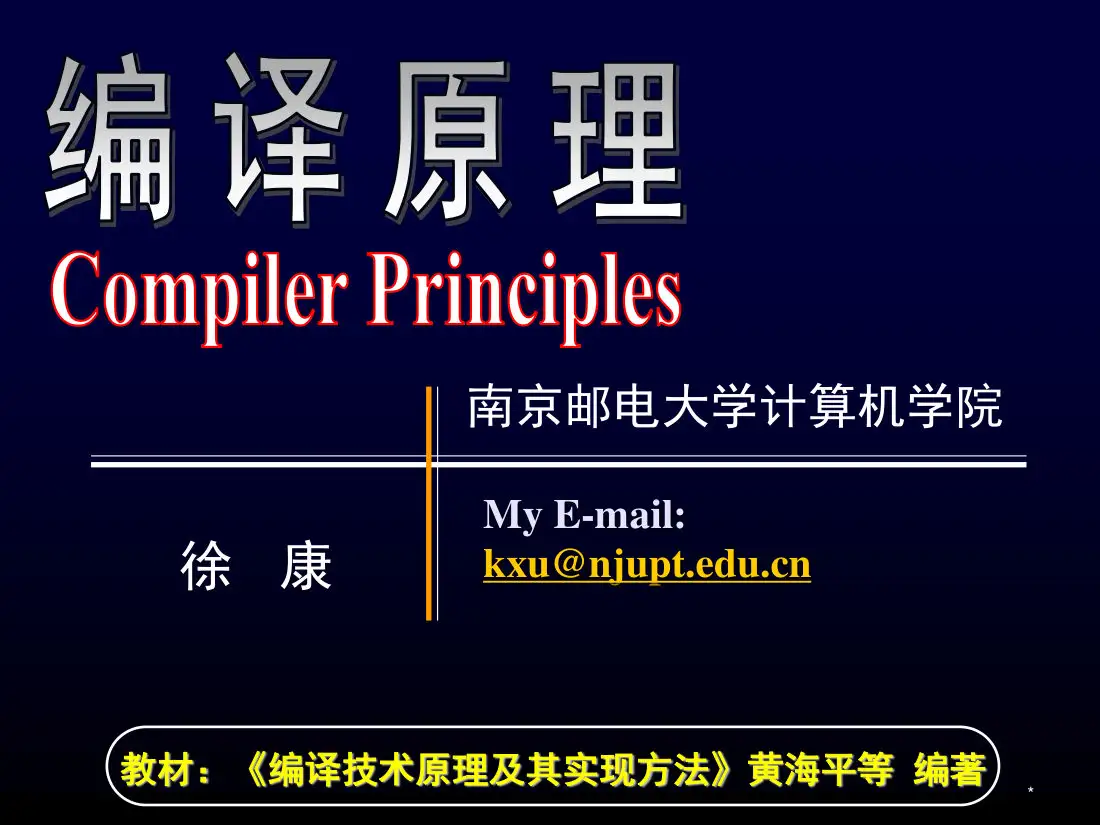 编译原理
Compiler Principles
南京邮电大学计算机学院
徐 康
My E-mail:
kxu@njupt.edu.cn
教材：《编译技术原理及其实现方法》黄海平等 编著
*